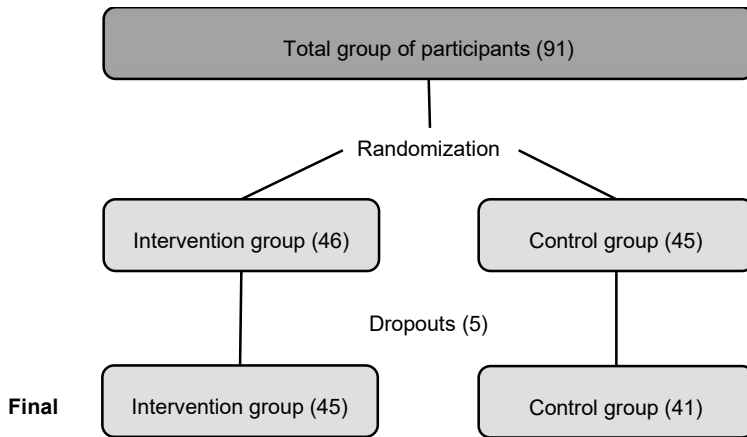 Total group of participants (91)
Randomization
Intervention group (46)
Control group (45)
Dropouts (5)
Final
Intervention group (45)
Control group (41)